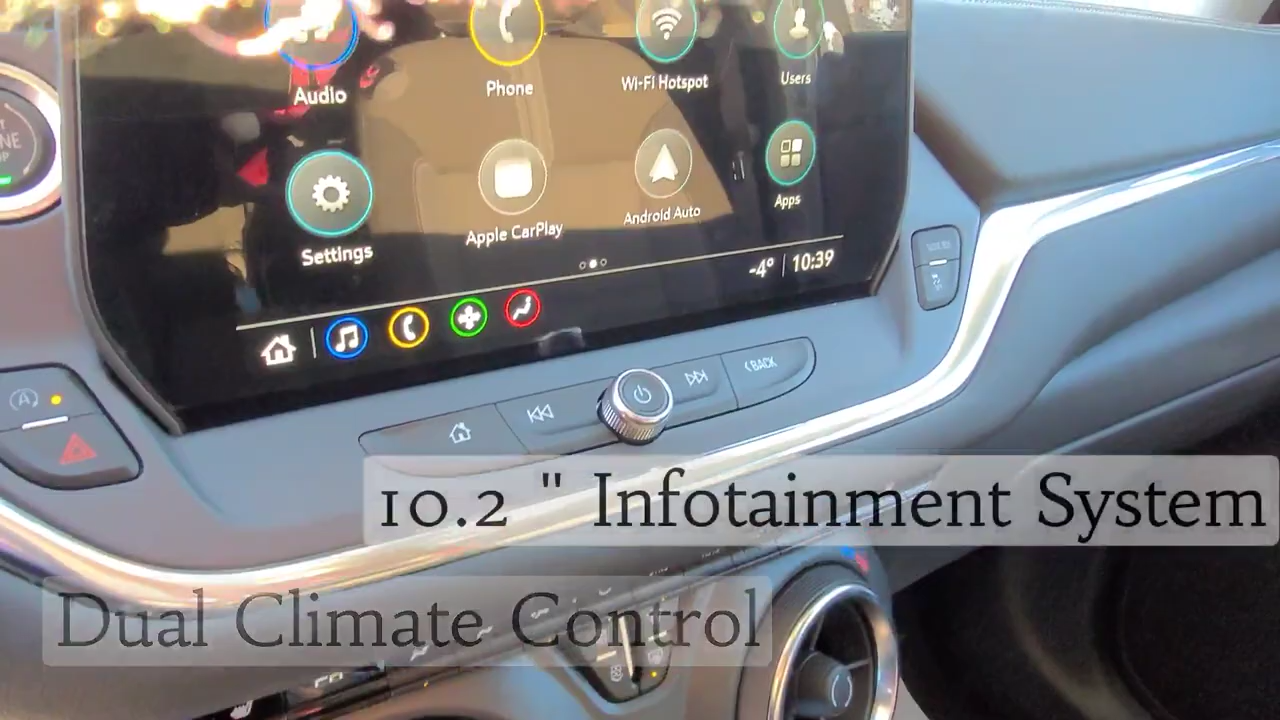 Audio
Phone
Wi-Fi Hotspot
Users
Settings
Apple CarPlay
Android Auto
Apps
-4° 10:39
BACK
10.2 " Infotainment System
Dual Climate Control